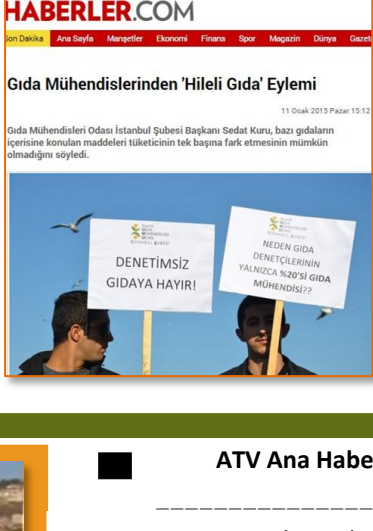 HABERLER.COM
Son Dakika Ana Sayfa Manşetler Ekonomi Finans Spor Magazin Dünya Gazet
Gıda Mühendislerinden 'Hileli Gıda' Eylemi
11 Ocak 2015 Pazar 15:12
Gıda Mühendisleri Odası İstanbul Şubesi Başkanı Sedat Kuru, bazı gıdaların
içerisine konulan maddeleri tüketicinin tek başına fark etmesinin mümkün
olmadığını söyledi.
DENETİMSİZ
GIDAYA HAYIR!
NEDEN GIDA
DENETÇİLERİNİN
YALNIZCA %20'Sİ GIDA
MÜHENDİSİ??
ATV Ana Habe